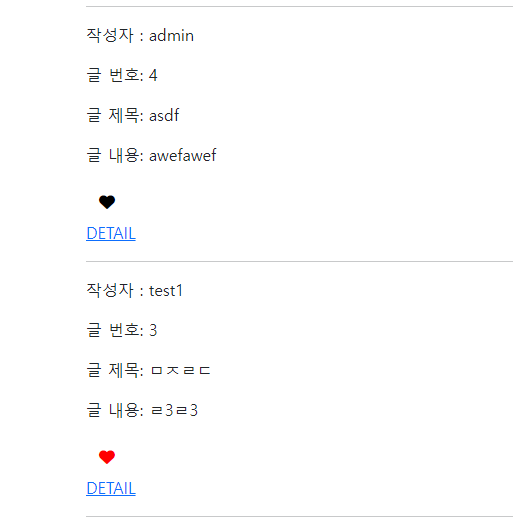 작성자 : admin
글 번호: 4
글 제목: asdf
글 내용: awefawef
DETAIL
작성자 : test1
글 번호: 3
글 제목: ㅁㅈㄹㄷ
글 내용: ㄹ3ㄹ3
DETAIL